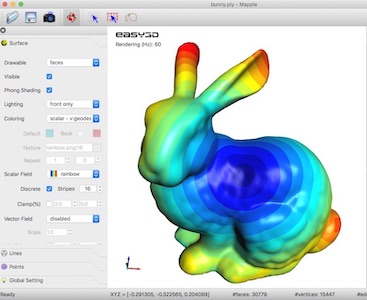 bunny.ply - Mapple
Surface
easy3D
Rendering (Hz): 60
Drawable faces
Visible
Phong Shading
Lighting front only
Coloring scalar - v:geodes
Default Back
Texture rainbow.png/16
Repeat 1 0
Scalar Field rainbow
Discrete Stripes 16
Clamp(%) 5,0 5,0
Vector Field disabled
Scale 1.0
Lines
Points
Global Setting
Ready XYZ = [-0.291305, -0.322565, 0.204089] #faces: 30779 #vertices: 15447 #ed